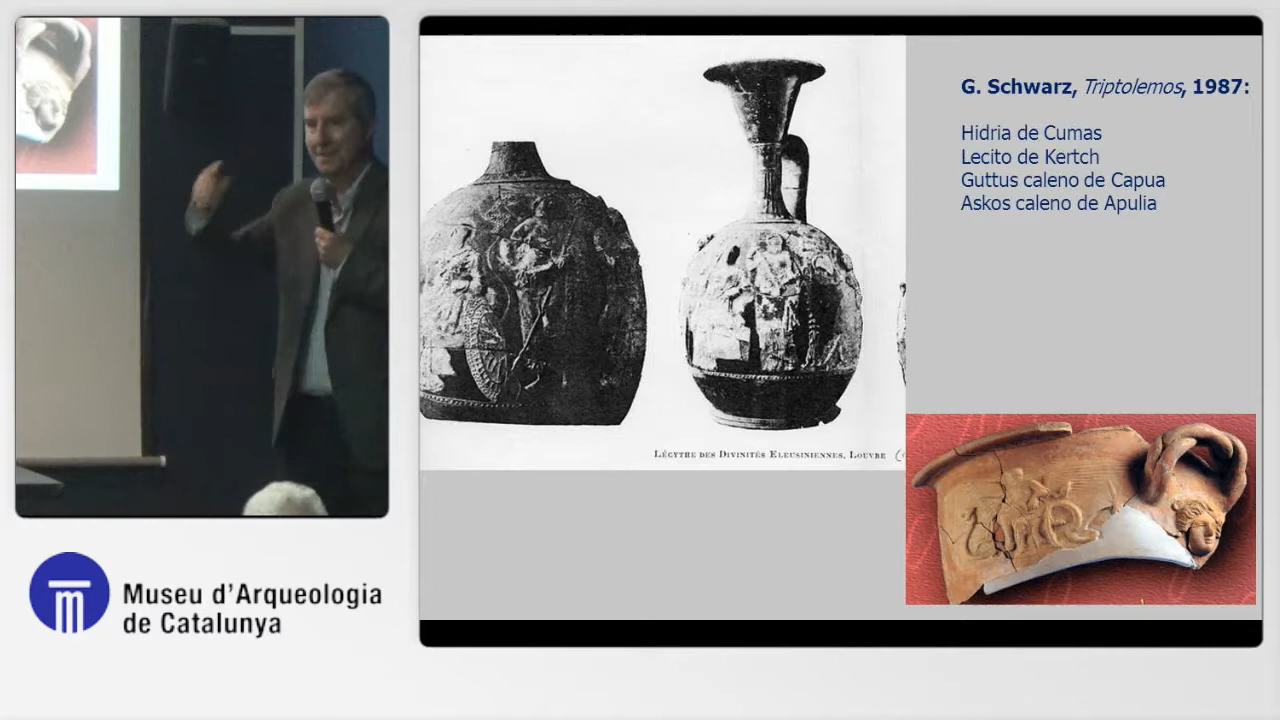 G. Schwarz, Triptolemos, 1987:
Hidria de Cumas
Lecito de Kertch
Guttus caleno de Capua
Askos caleno de Apulia
LÉCYTHE DES DIVINITÉS ELEUSINIENNES, LOUVRE
Museu d'Arqueologia
de Catalunya